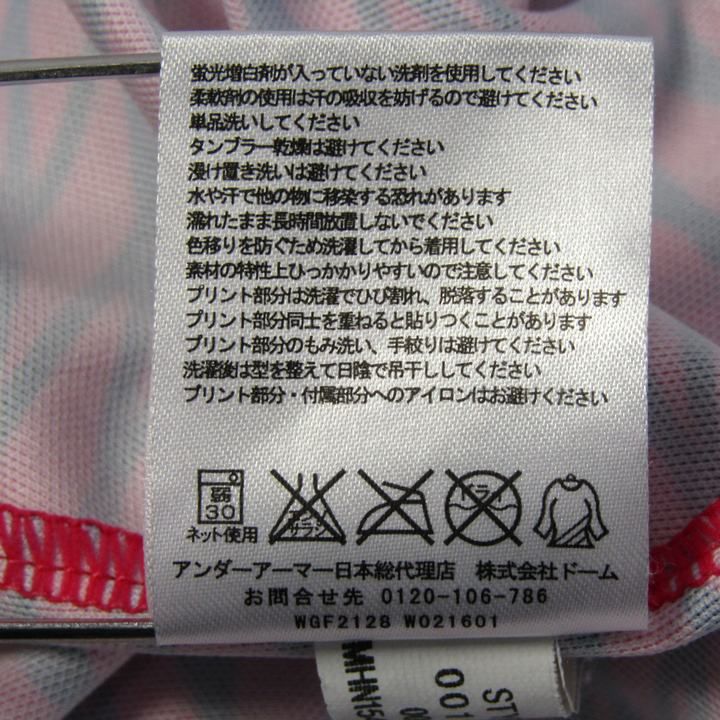 蛍光増白剤が入っていない洗剤を使用してください
柔軟剤の使用は汗の吸収を妨げるので避けてください
単品洗いしてください
タンブラー乾燥は避けてください
浸け置き洗いは避けてください
水や汗で他の物に移染する恐れがあります
濡れたまま長時間放置しないでください
色移りを防ぐため洗濯してから着用してください
素材の特性上ひっかかりやすいので注意してください
プリント部分は洗濯でひび割れ、脱落することがあります
プリント部分同士を重ねると貼りつくことがあります
プリント部分のもみ洗い、手絞りは避けてください
洗濯後は型を整えて日陰で吊干ししてください
プリント部分・付属部分へのアイロンはお避けください
弱
30
ネット使用
エンソ
サラシ
ドライ
アンダーアーマー日本総代理店 株式会社ドーム
お問合せ先 0120-106-786
WGF2128 W021601
MHN15
001
ST